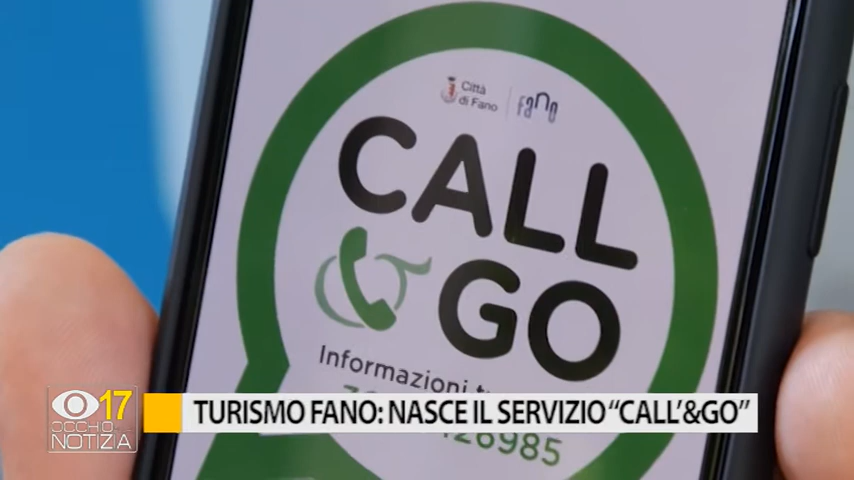 Città
di Fano
fano
CALL
&GO
Informazioni
TURISMO FANO: NASCE IL SERVIZIO “CALL'&GO”
26985
17
OCCHIO
NOTIZIA